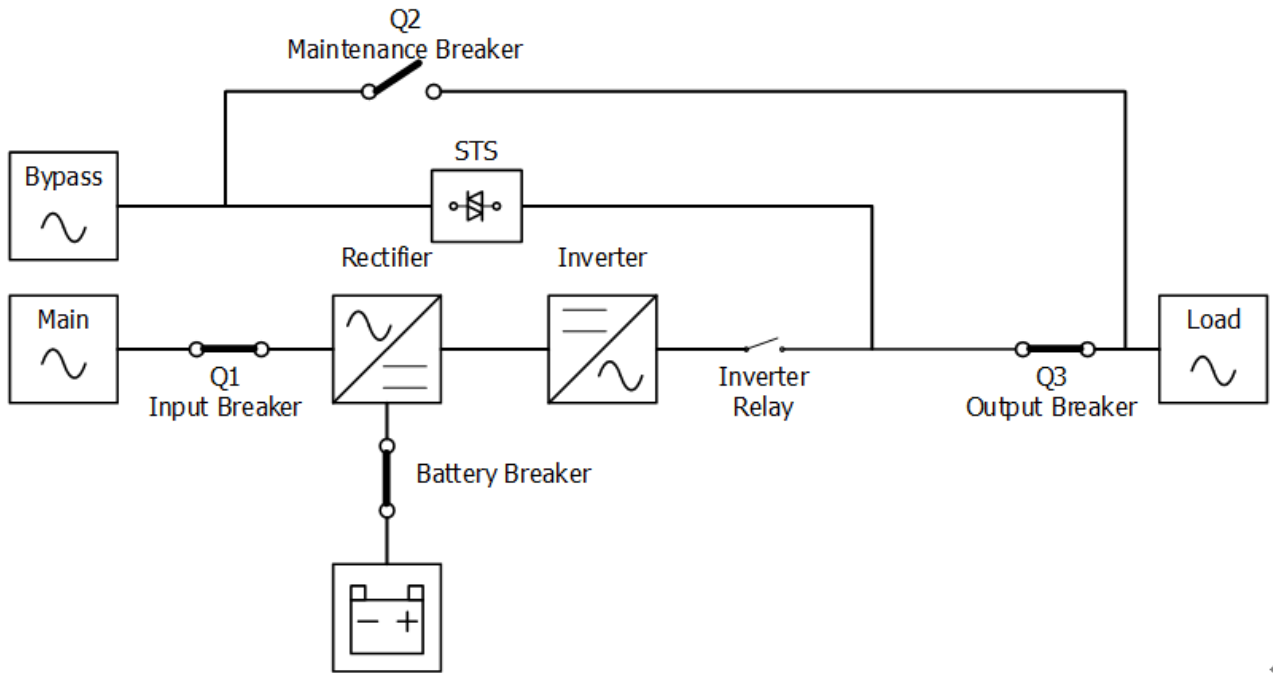 Q2
Maintenance Breaker
STS
Bypass
Rectifier
Inverter
Main
Load
Q1
Input Breaker
Inverter
Relay
Q3
Output Breaker
Battery Breaker
− +